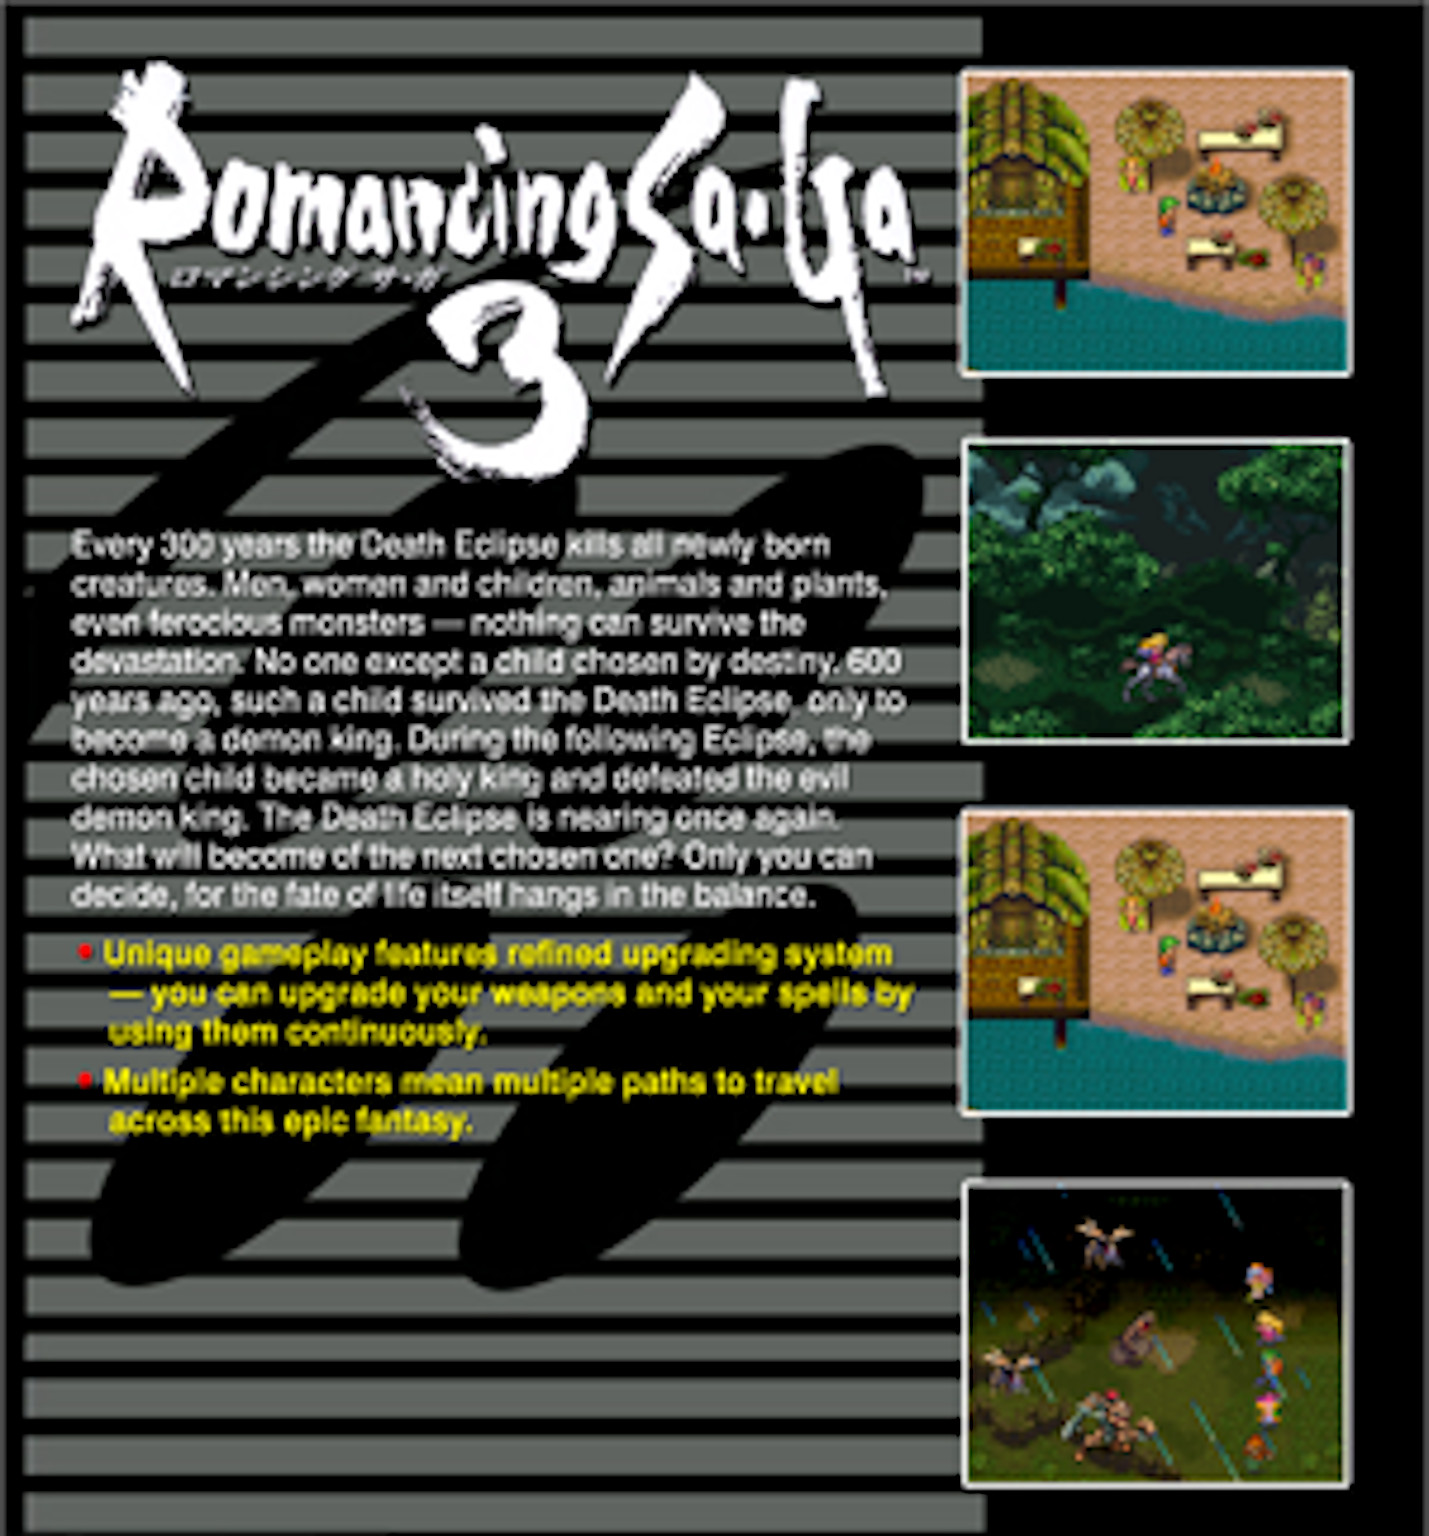 Romancing Sa・Ga
ロマンシング サ・ガ
TM
3
Every 300 years the Death Eclipse kills all newly born
creatures. Men, women and children, animals and plants,
even ferocious monsters — nothing can survive the
devastation. No one except a child chosen by destiny. 600
years ago, such a child survived the Death Eclipse, only to
become a demon king. During the following Eclipse, the
chosen child became a holy king and defeated the evil
demon king. The Death Eclipse is nearing once again.
What will become of the next chosen one? Only you can
decide, for the fate of life itself hangs in the balance.
• Unique gameplay features refined upgrading system
— you can upgrade your weapons and your spells by
using them continuously.
• Multiple characters mean multiple paths to travel
across this epic fantasy.